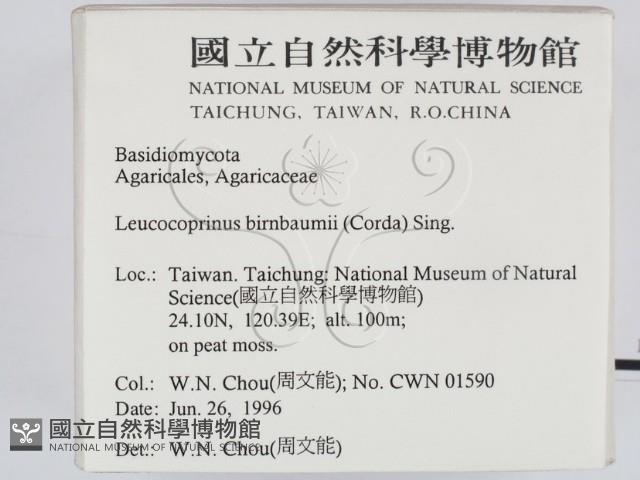 國立自然科學博物館
NATIONAL MUSEUM OF NATURAL SCIENCE
TAICHUNG, TAIWAN, R.O.CHINA
Basidiomycota
Agaricales, Agaricaceae
Leucocoprinus birnbaumii (Corda) Sing.
Loc.: Taiwan. Taichung: National Museum of Natural
Science(國立自然科學博物館)
24.10N, 120.39E; alt. 100m;
on peat moss.
Col.: W.N. Chou(周文能); No. CWN 01590
Date: Jun. 26, 1996
國立自然科學博物館
NATIONAL MUSEUM OF NATURAL SCIENCE
Det.: W.N. Chou(周文能)